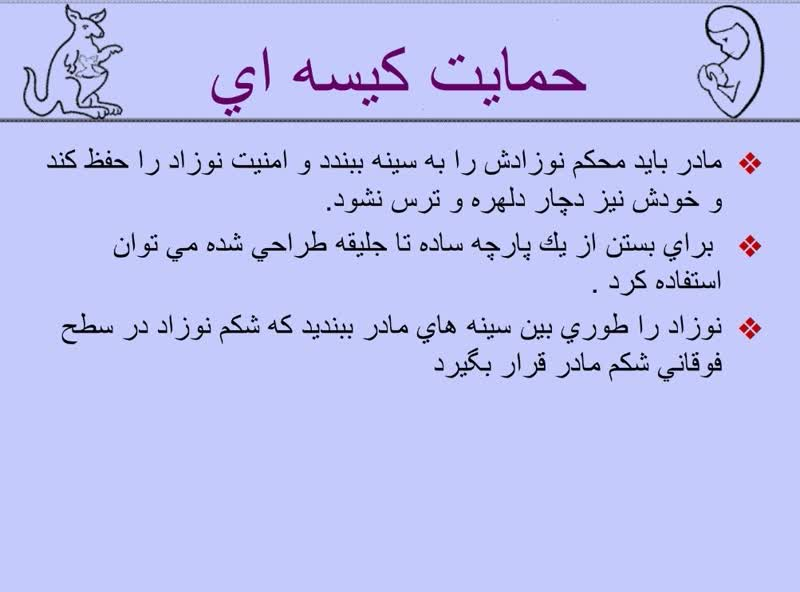 حمايت كيسه اي
مادر بايد محكم نوزادش را به سينه ببندد و امنيت نوزاد را حفظ كند
و خودش نيز دچار دلهره و ترس نشود.
براي بستن از يك پارچه ساده تا جليقه طراحي شده مي توان
استفاده كرد .
نوزاد را طوري بين سينه هاي مادر ببنديد كه شكم نوزاد در سطح
فوقاني شكم مادر قرار بگيرد